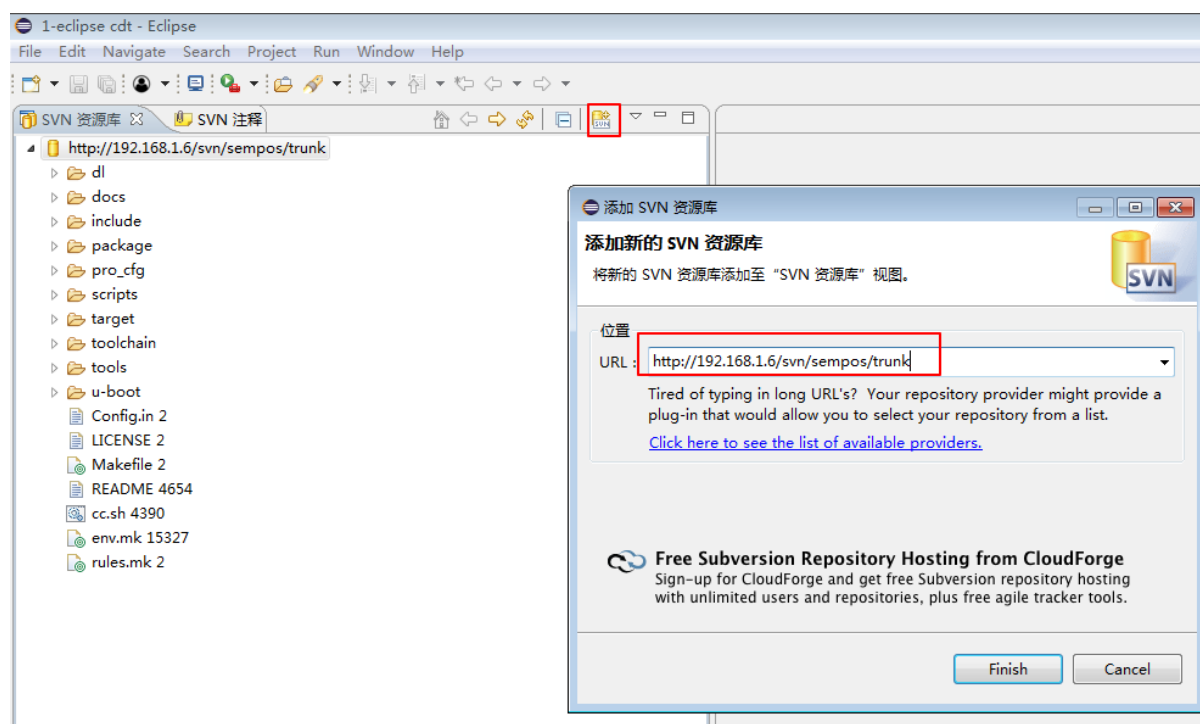 1-eclipse cdt - Eclipse
File Edit Navigate Search Project Run Window Help
SVN 资源库 SVN 注释
SVN
http://192.168.1.6/svn/sempos/trunk
dl
docs
include
package
pro_cfg
scripts
target
toolchain
tools
u-boot
Config.in 2
LICENSE 2
Makefile 2
README 4654
cc.sh 4390
env.mk 15327
rules.mk 2
添加 SVN 资源库
添加新的 SVN 资源库
将新的 SVN 资源库添加至“SVN 资源库”视图。
SVN
位置
URL : http://192.168.1.6/svn/sempos/trunk
Tired of typing in long URL's? Your repository provider might provide a
plug-in that would allow you to select your repository from a list.
Click here to see the list of available providers.
Free Subversion Repository Hosting from CloudForge
Sign-up for CloudForge and get free Subversion repository hosting
with unlimited users and repositories, plus free agile tracker tools.
Finish Cancel